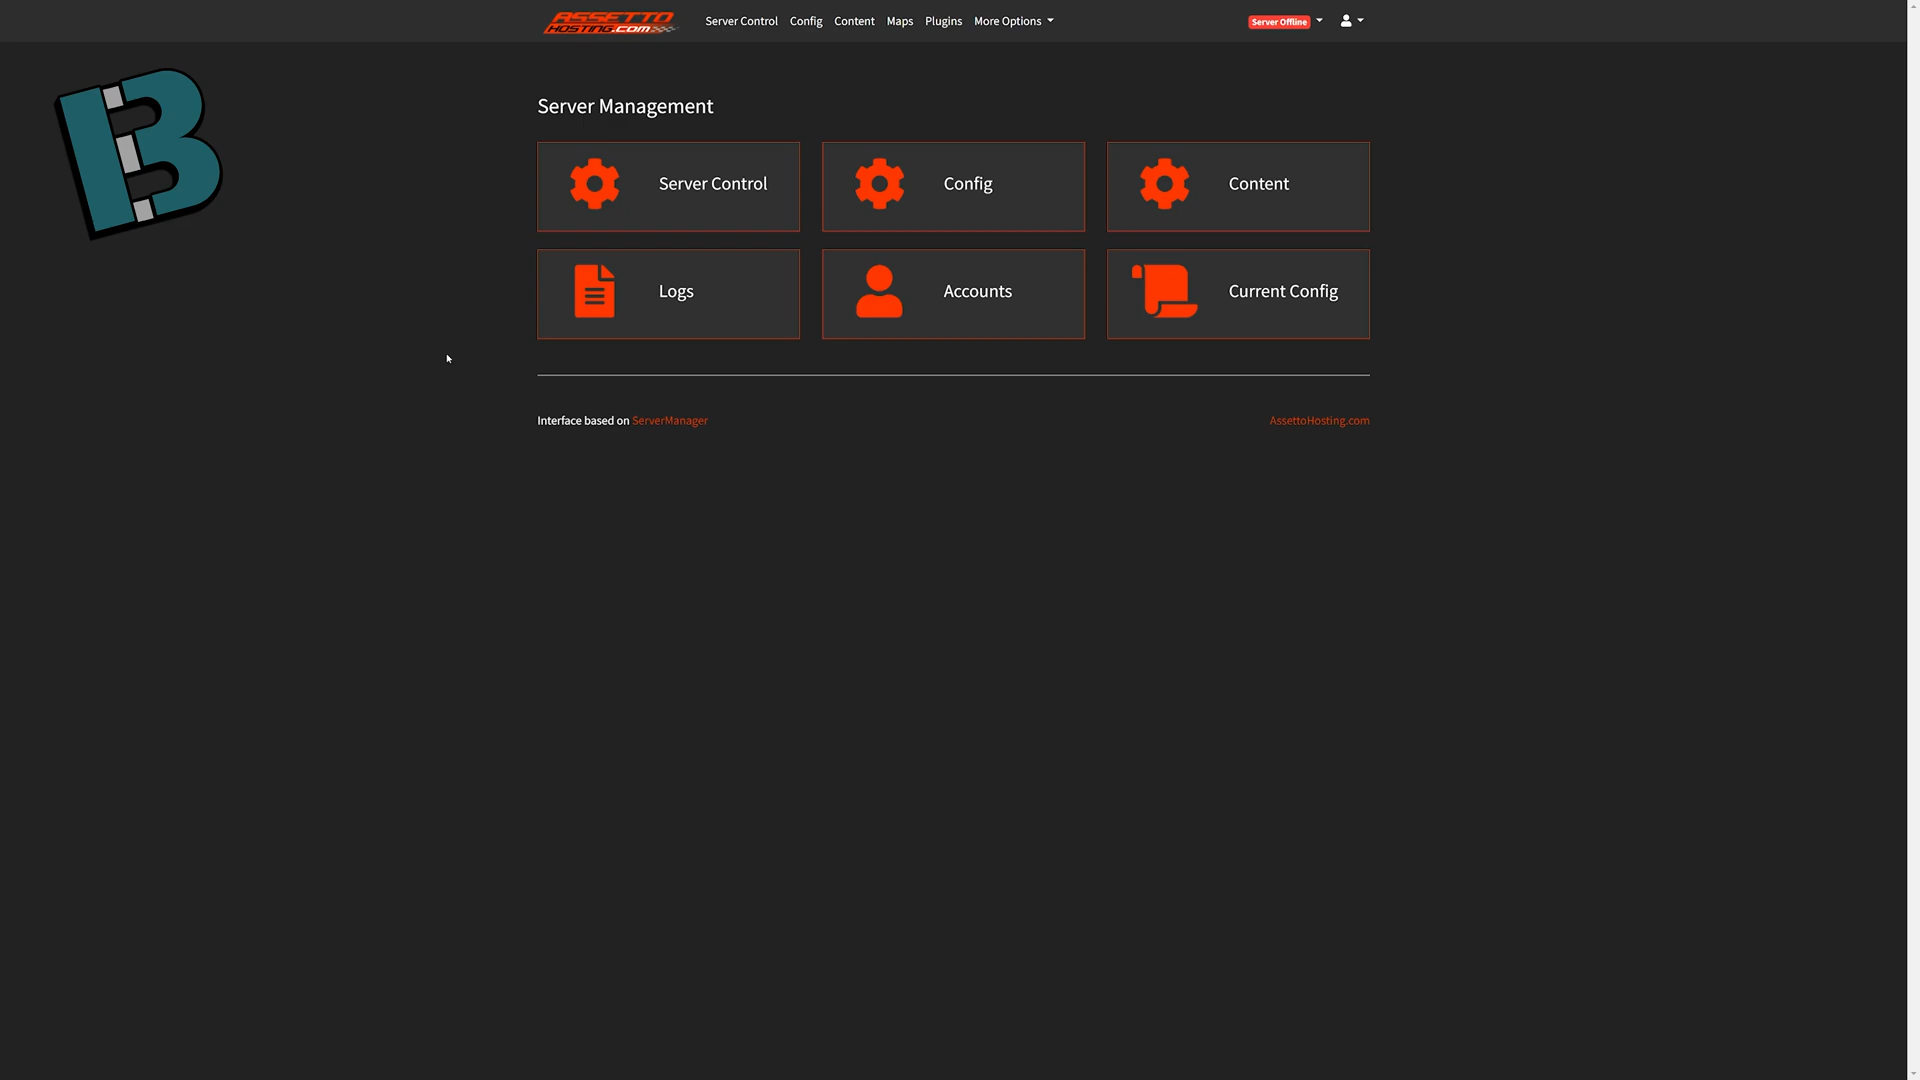 ASSETTO
HOSTING.COM
Server Control Config Content Maps Plugins More Options
Server Offline
B
Server Management
Server Control
Config
Content
Logs
Accounts
Current Config
Interface based on ServerManager
AssettoHosting.com